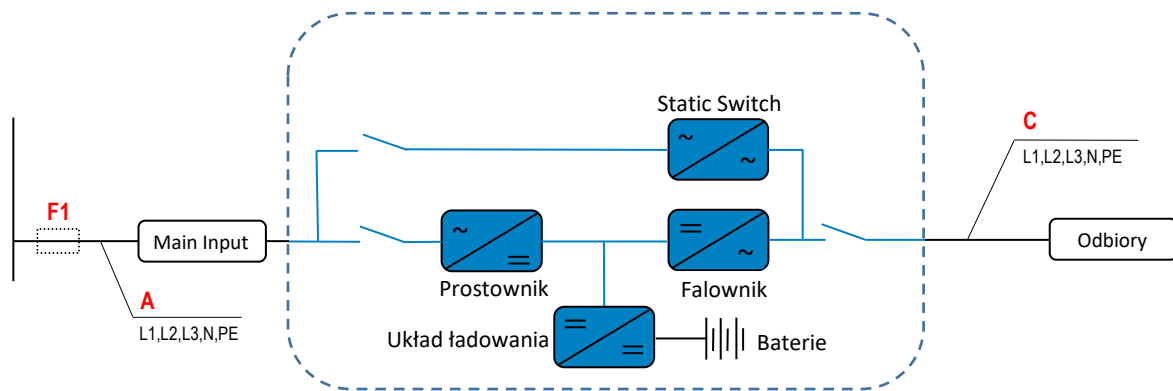 Static Switch
C
L1,L2,L3,N,PE
F1
Main Input
Odbiory
Prostownik
Falownik
A
L1,L2,L3,N,PE
Układ ładowania
Baterie